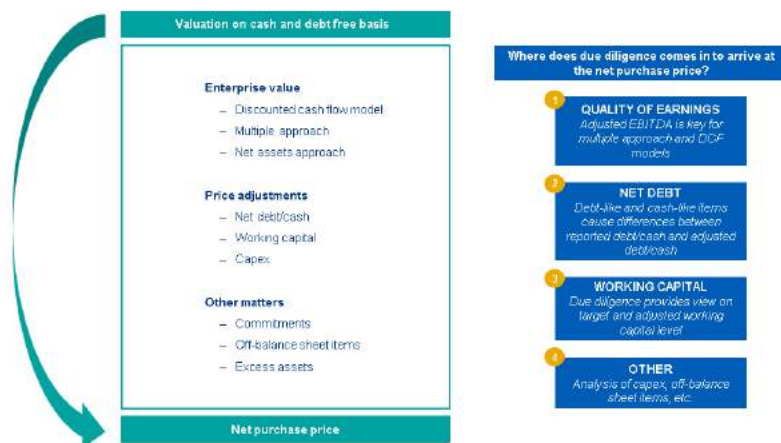 Valuation on cash and debt free basis
Enterprise value
– Discounted cash flow model
– Multiple approach
– Net assets approach
Price adjustments
– Net debt/cash
– Working capital
– Capex
Other matters
– Commitments
– Off-balance sheet items
– Excess assets
Net purchase price
Where does due diligence comes in to arrive at
the net purchase price?
1
QUALITY OF EARNINGS
Adjusted EBITDA is key for
multiple approach and DCF
models
2
NET DEBT
Debt-like and cash-like items
cause differences between
reported debt/cash and adjusted
debt/cash
3
WORKING CAPITAL
Due diligence provides view on
target and adjusted working
capital level
4
OTHER
Analysis of capex, off-balance
sheet items, etc.